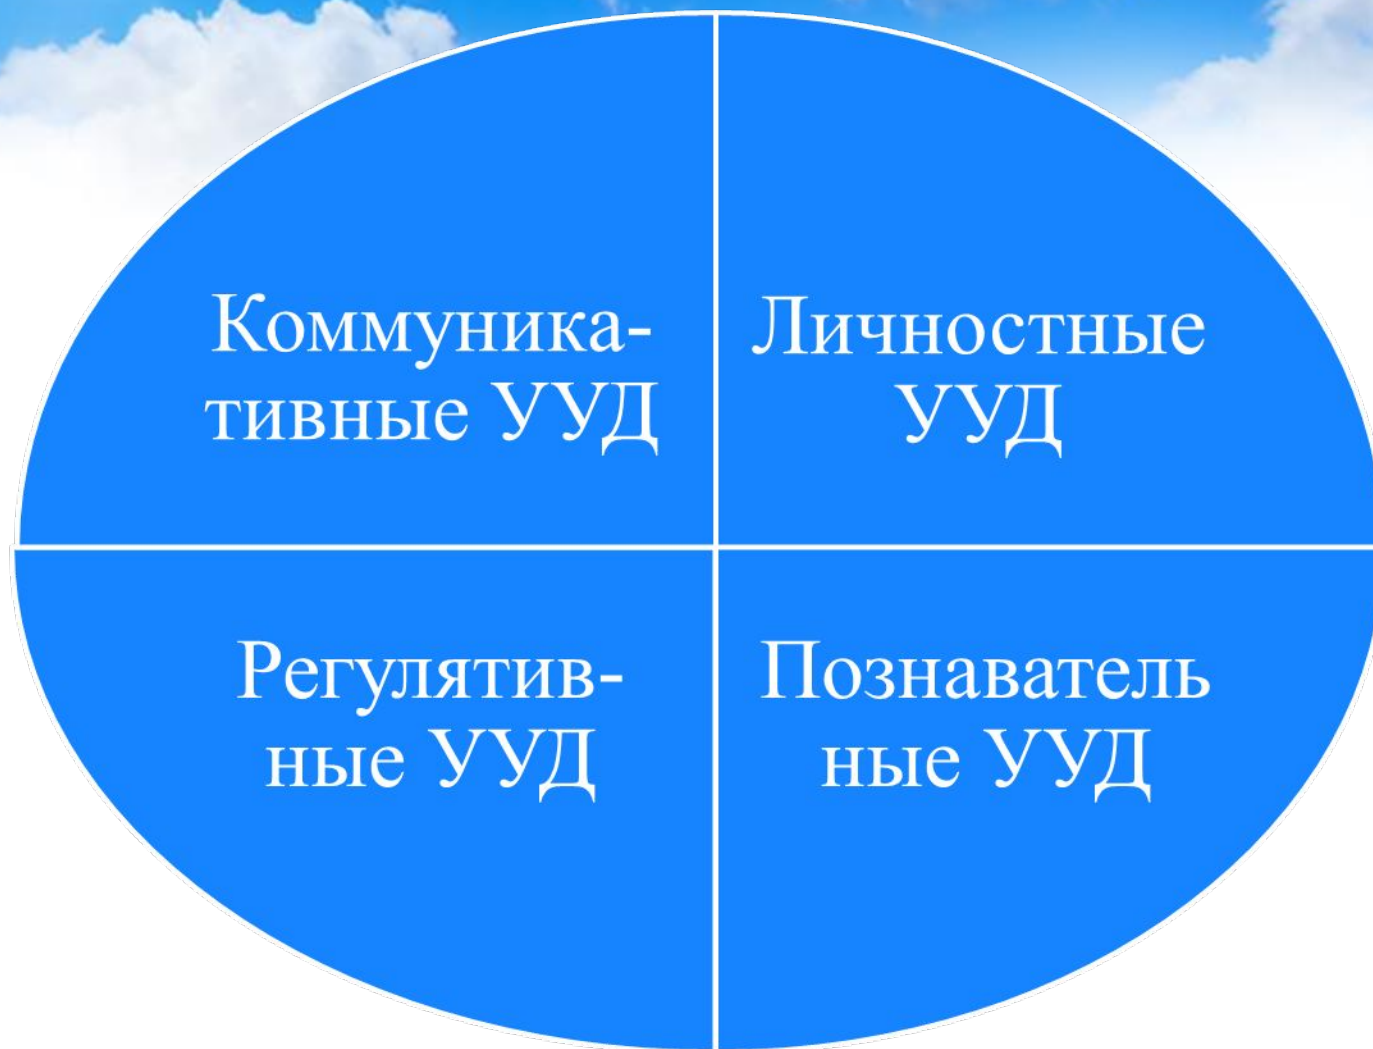 Коммуника-
тивные УУД
Личностные
УУД
Регулятив-
ные УУД
Познаватель
ные УУД